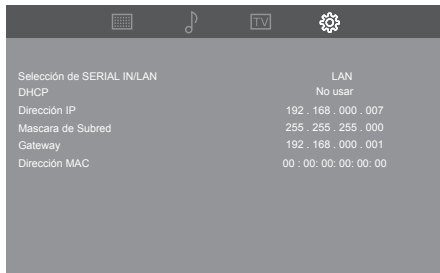 TV
Selección de SERIAL IN/LAN LAN
DHCP No usar
Dirección IP 192 . 168 . 000 . 007
Mascara de Subred 255 . 255 . 255 . 000
Gateway 192 . 168 . 000 . 001
Dirección MAC 00 : 00: 00: 00: 00: 00